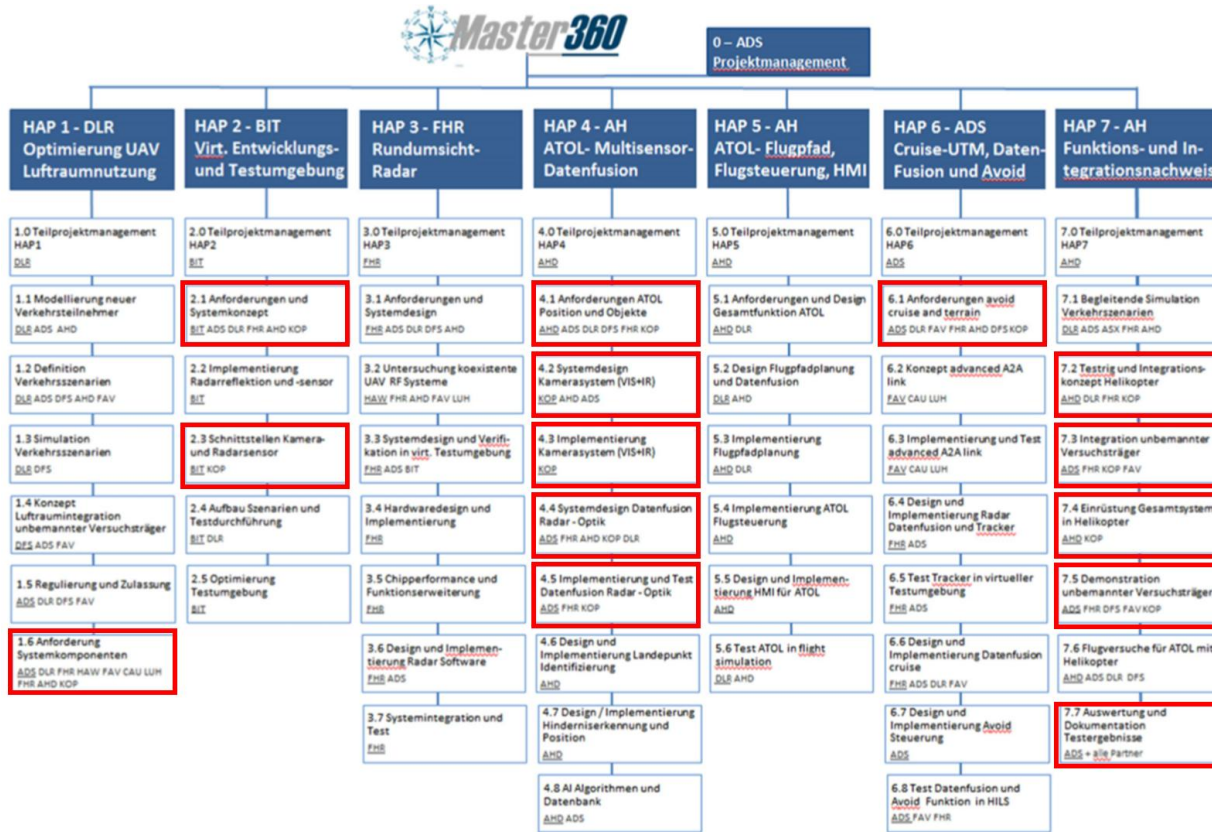 Master360
0 – ADS
Projektmanagement
HAP 1 - DLR
Optimierung UAV
Luftraumnutzung
HAP 2 - BIT
Virt. Entwicklungs-
und Testumgebung
HAP 3 - FHR
Rundumsicht-
Radar
HAP 4 - AH
ATOL- Multisensor-
Datenfusion
HAP 5 - AH
ATOL- Flugpfad,
Flugsteuerung, HMI
HAP 6 - ADS
Cruise-UTM, Daten-
Fusion und Avoid
HAP 7 - AH
Funktions- und In-
tegrationsnachweis
1.0 Teilprojektmanagement
HAP1
DLR
1.1 Modellierung neuer
Verkehrsteilnehmer
DLR ADS AHD
1.2 Definition
Verkehrsszenarien
DLR ADS DFS AHD FAV
1.3 Simulation
Verkehrsszenarien
DLR DFS
1.4 Konzept
Luftraumintegration
unbemannter Versuchsträger
DFS ADS FAV
1.5 Regulierung und Zulassung
ADS DLR DFS FAV
1.6 Anforderung
Systemkomponenten
ADS DLR FHR HAW FAV CAU LUH
FHR AHD KOP
2.0 Teilprojektmanagement
HAP2
BIT
2.1 Anforderungen und
Systemkonzept
BIT ADS DLR FHR AHD KOP
2.2 Implementierung
Radarreflektion und -sensor
BIT
2.3 Schnittstellen Kamera-
und Radarsensor
BIT KOP
2.4 Aufbau Szenarien und
Testdurchführung
BIT DLR
2.5 Optimierung
Testumgebung
BIT
3.0 Teilprojektmanagement
HAP3
FHR
3.1 Anforderungen und
Systemdesign
FHR ADS DLR DFS AHD
3.2 Untersuchung koexistente
UAV RF Systeme
HAW FHR AHD FAV LUH
3.3 Systemdesign und Verifi-
kation in virt. Testumgebung
FHR ADS BIT
3.4 Hardwaredesign und
Implementierung
FHR
3.5 Chipperformance und
Funktionserweiterung
FHR
3.6 Design und Implemen-
tierung Radar Software
FHR ADS
3.7 Systemintegration und
Test
FHR
4.0 Teilprojektmanagement
HAP4
AHD
4.1 Anforderungen ATOL
Position und Objekte
AHD ADS DLR DFS FHR KOP
4.2 Systemdesign
Kamerasystem (VIS+IR)
KOP AHD ADS
4.3 Implementierung
Kamerasystem (VIS+IR)
KOP
4.4 Systemdesign Datenfusion
Radar - Optik
ADS FHR AHD KOP DLR
4.5 Implementierung und Test
Datenfusion Radar - Optik
ADS FHR KOP
4.6 Design und
Implementierung Landepunkt
Identifizierung
AHD
4.7 Design / Implementierung
Hinderniserkennung und
Position
AHD
4.8 AI Algorithmen und
Datenbank
AHD ADS
5.0 Teilprojektmanagement
HAP5
AHD
5.1 Anforderungen und Design
Gesamtfunktion ATOL
AHD DLR
5.2 Design Flugpfadplanung
und Datenfusion
DLR AHD
5.3 Implementierung
Flugpfadplanung
AHD DLR
5.4 Implementierung ATOL
Flugsteuerung
AHD
5.5 Design und Implemen-
tierung HMI für ATOL
AHD
5.6 Test ATOL in flight
simulation
DLR AHD
6.0 Teilprojektmanagement
HAP6
ADS
6.1 Anforderungen avoid
cruise and terrain
ADS DLR FAV FHR AHD DFS KOP
6.2 Konzept advanced A2A
link
FAV CAU LUH
6.3 Implementierung und Test
advanced A2A link
FAV CAU LUH
6.4 Design und
Implementierung Radar
Datenfusion und Tracker
FHR ADS
6.5 Test Tracker in virtueller
Testumgebung
FHR ADS
6.6 Design und
Implementierung Datenfusion
cruise
FHR ADS DLR FAV
6.7 Design und
Implementierung Avoid
Steuerung
ADS
6.8 Test Datenfusion und
Avoid Funktion in HILS
ADS FAV FHR
7.0 Teilprojektmanagement
HAP7
AHD
7.1 Begleitende Simulation
Verkehrszenarien
DLR ADS ASX FHR AHD
7.2 Testrig und Integrations-
konzept Helikopter
AHD DLR FHR KOP
7.3 Integration unbemannter
Versuchsträger
ADS FHR KOP FAV
7.4 Einrüstung Gesamtsystem
in Helikopter
AHD KOP
7.5 Demonstration
unbemannter Versuchsträger
ADS FHR DFS FAV KOP
7.6 Flugversuche für ATOL mit
Helikopter
AHD ADS DLR DFS
7.7 Auswertung und
Dokumentation
Testergebnisse
ADS + alle Partner